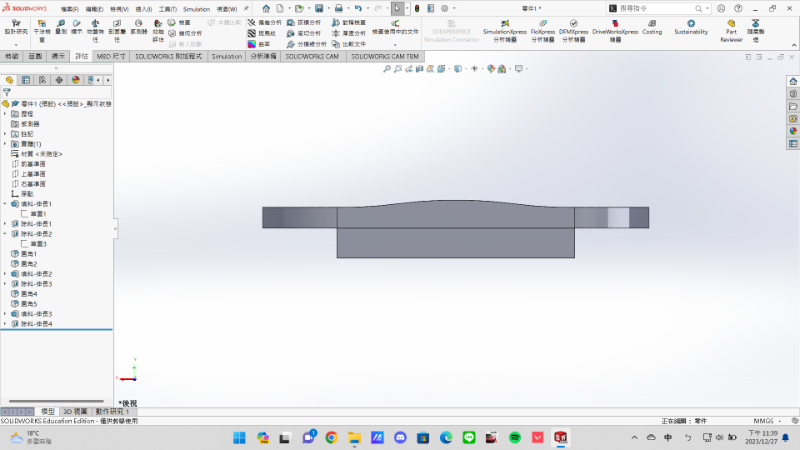 SOLIDWORKS 檔案(F) 編輯(E) 檢視(V) 插入(I) 工具(T) Simulation 視窗(W) 零件1 * 搜尋指令
設計研究 干涉檢查 量測 標示 物質特性 剖面屬性 感測器 效能評估 檢查 幾何分析 輸入診斷 本體比較 誤差分析 斑馬紋 曲率 拔模分析 底切分析 分模線分析 對稱檢查 厚度分析 比較文件 檢查使用中的文件
3DEXPERIENCE Simulation Connector SimulationXpress 分析精靈 FloXpress 分析精靈 DFMXpress 分析精靈 DriveWorksXpress 精靈 Costing Sustainability Part Reviewer
特徵 草圖 標示 評估 MBD 尺寸 SOLIDWORKS 附加程式 Simulation 分析準備 SOLIDWORKS CAM SOLIDWORKS CAM TBM
零件1 (預設) <<預設>_顯示狀態
歷程
感測器
註記
實體(1)
材質 <未指定>
前基準面
上基準面
右基準面
原點
填料-伸長1
草圖1
除料-伸長1
除料-伸長2
草圖3
圓角1
圓角2
填料-伸長2
除料-伸長3
圓角4
圓角5
填料-伸長3
除料-伸長4
*後視
模型 3D 視圖 動作研究 1
SOLIDWORKS Education Edition - 僅供教學使用 正在編輯：零件 MMGS
18°C
多雲時陰
中
下午 11:39
2023/12/27